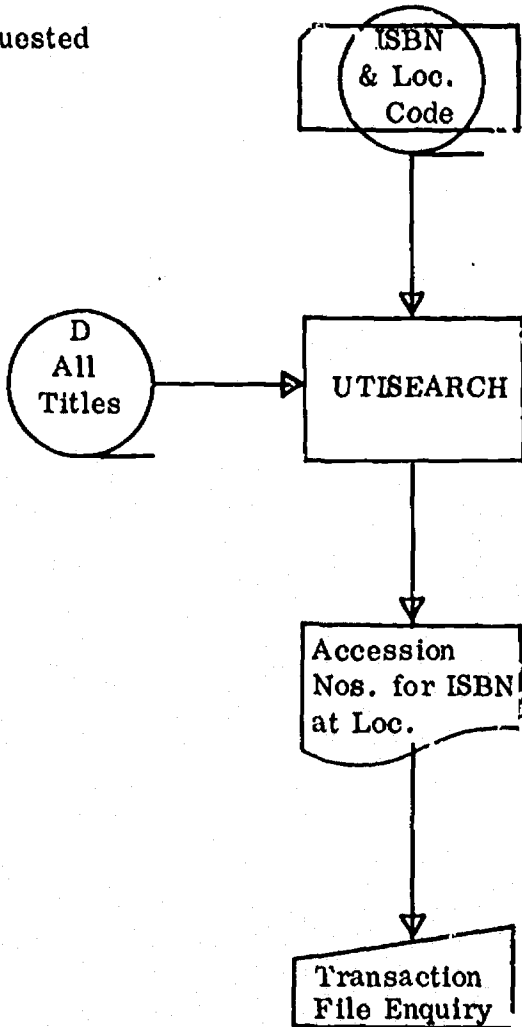 uested
ISBN
& Loc.
Code
D
All
Titles
UTISEARCH
Accession
Nos. for ISBN
at Loc.
Transaction
File Enquiry